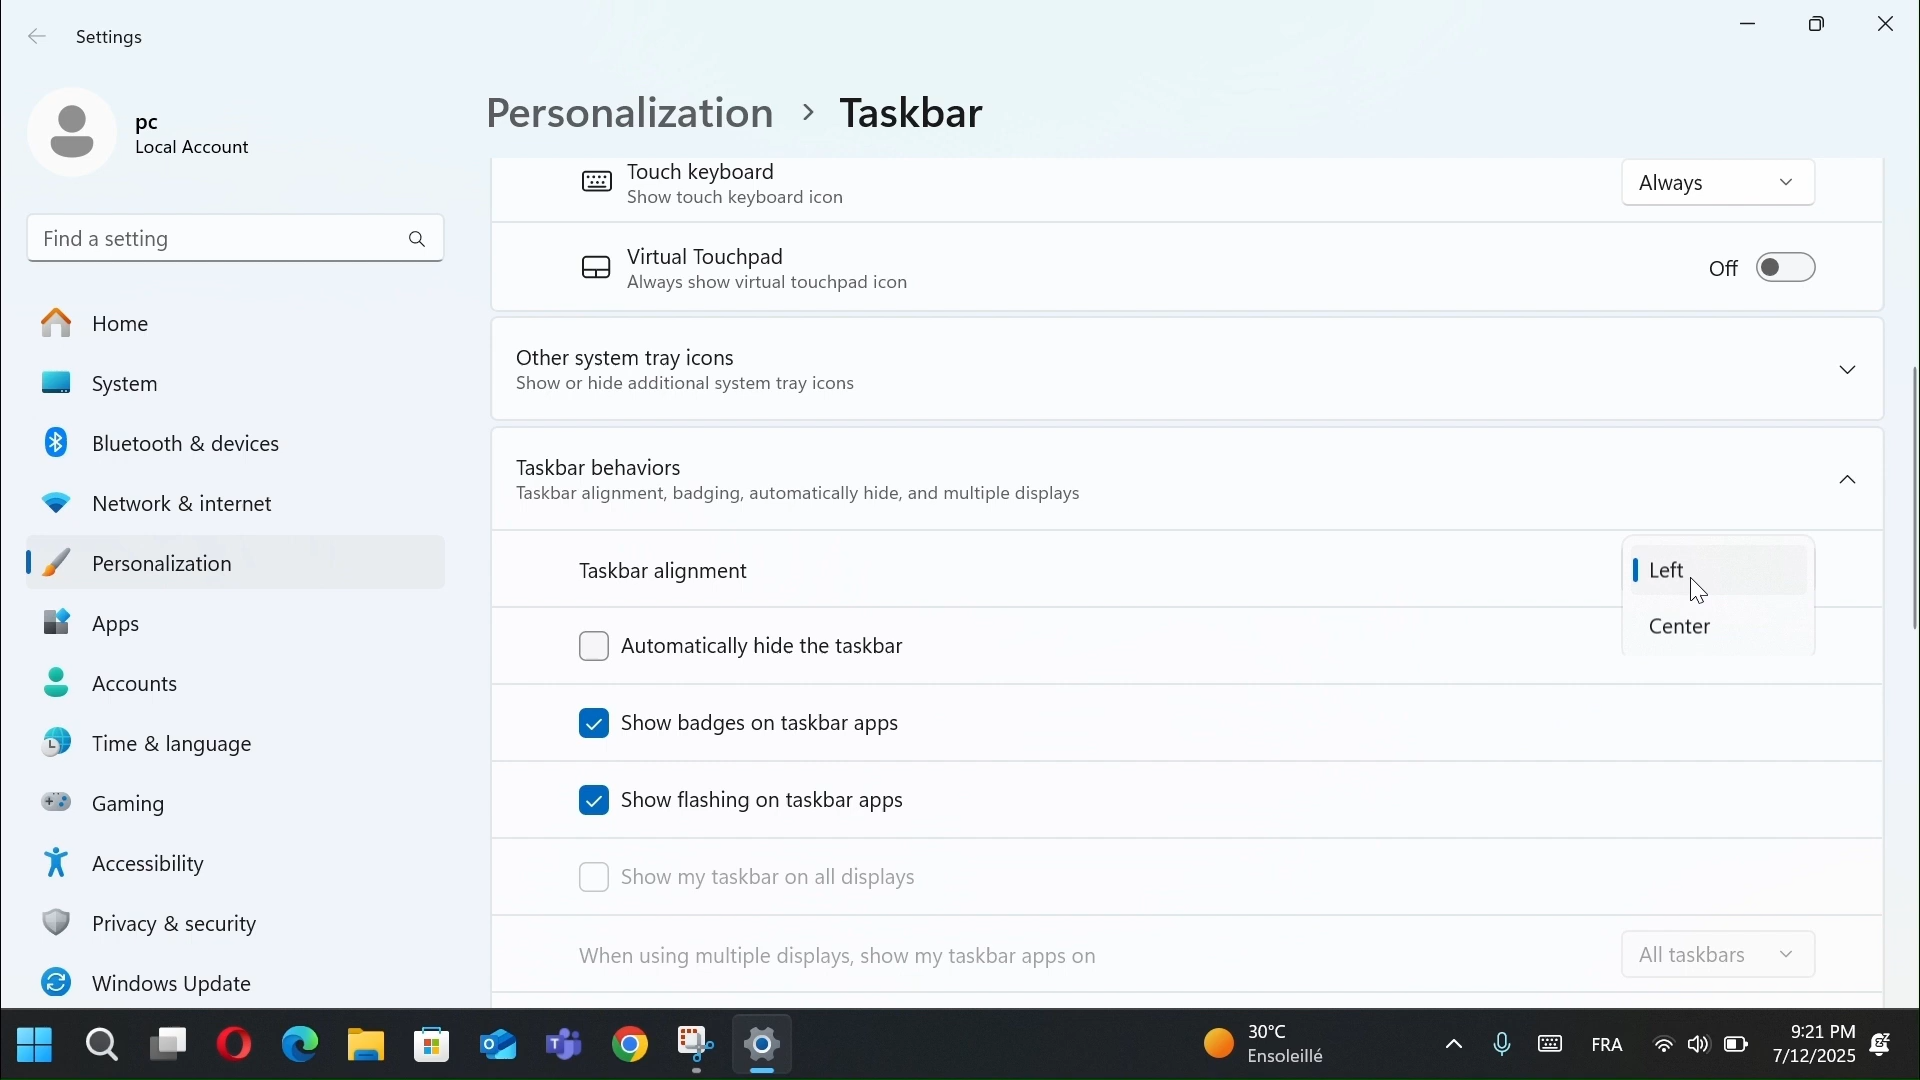 Settings
pc
Local Account
Find a setting
Home
System
Bluetooth & devices
Network & internet
Personalization
Apps
Accounts
Time & language
Gaming
Accessibility
Privacy & security
Windows Update
Personalization > Taskbar
Touch keyboard
Show touch keyboard icon
Always
Virtual Touchpad
Always show virtual touchpad icon
Off
Other system tray icons
Show or hide additional system tray icons
Taskbar behaviors
Taskbar alignment, badging, automatically hide, and multiple displays
Taskbar alignment
Left
Center
Automatically hide the taskbar
Show badges on taskbar apps
Show flashing on taskbar apps
Show my taskbar on all displays
When using multiple displays, show my taskbar apps on
All taskbars
30°C
Ensoleillé
FRA
9:21 PM
7/12/2025